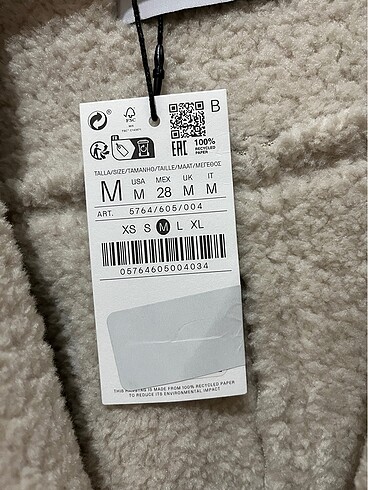 B
FSC
EAC
100%
RECYCLED
PAPER
TALLA/SIZE/TAMANHO/TAILLE/MAAT/ΜΕΓΕΘΟΣ
M
USA
M
MEX
28
UK
M
IT
M
ART. 5764/605/004
XS S M L XL
05764605004034
THIS HANGTAG IS MADE FROM 100% RECYCLED PAPER
TO REDUCE ITS ENVIRONMENTAL IMPACT